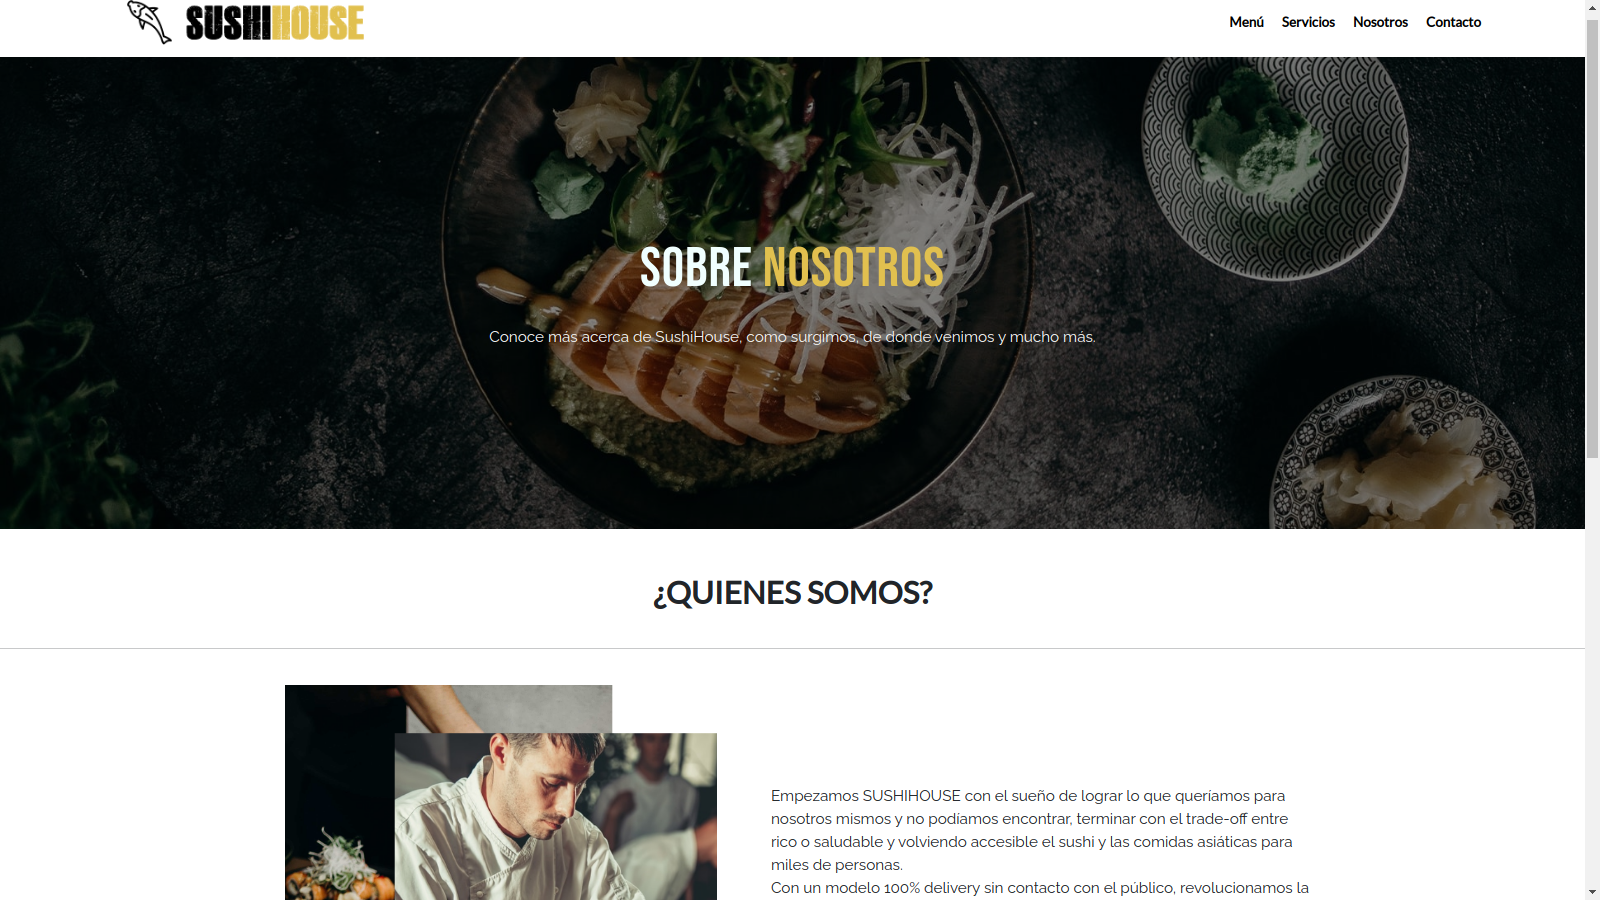 SUSHIHOUSE
Menú Servicios Nosotros Contacto
SOBRE NOSOTROS
Conoce más acerca de SushiHouse, como surgimos, de donde venimos y mucho más.
¿QUIENES SOMOS?
Empezamos SUSHIHOUSE con el sueño de lograr lo que queríamos para
nosotros mismos y no podíamos encontrar, terminar con el trade-off entre
rico o saludable y volviendo accesible el sushi y las comidas asiáticas para
miles de personas.
Con un modelo 100% delivery sin contacto con el público, revolucionamos la